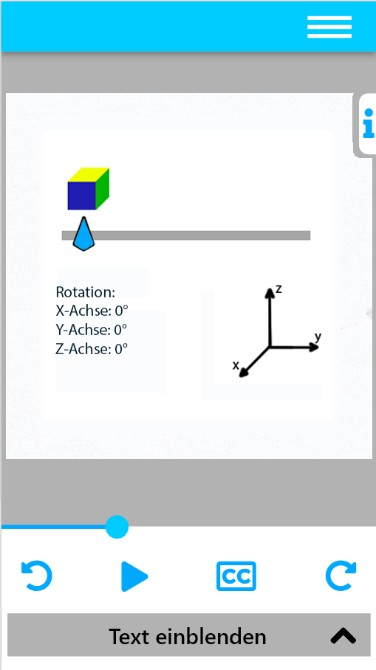 i
Rotation:
X-Achse: 0°
Y-Achse: 0°
Z-Achse: 0°
z
y
x
CC
Text einblenden